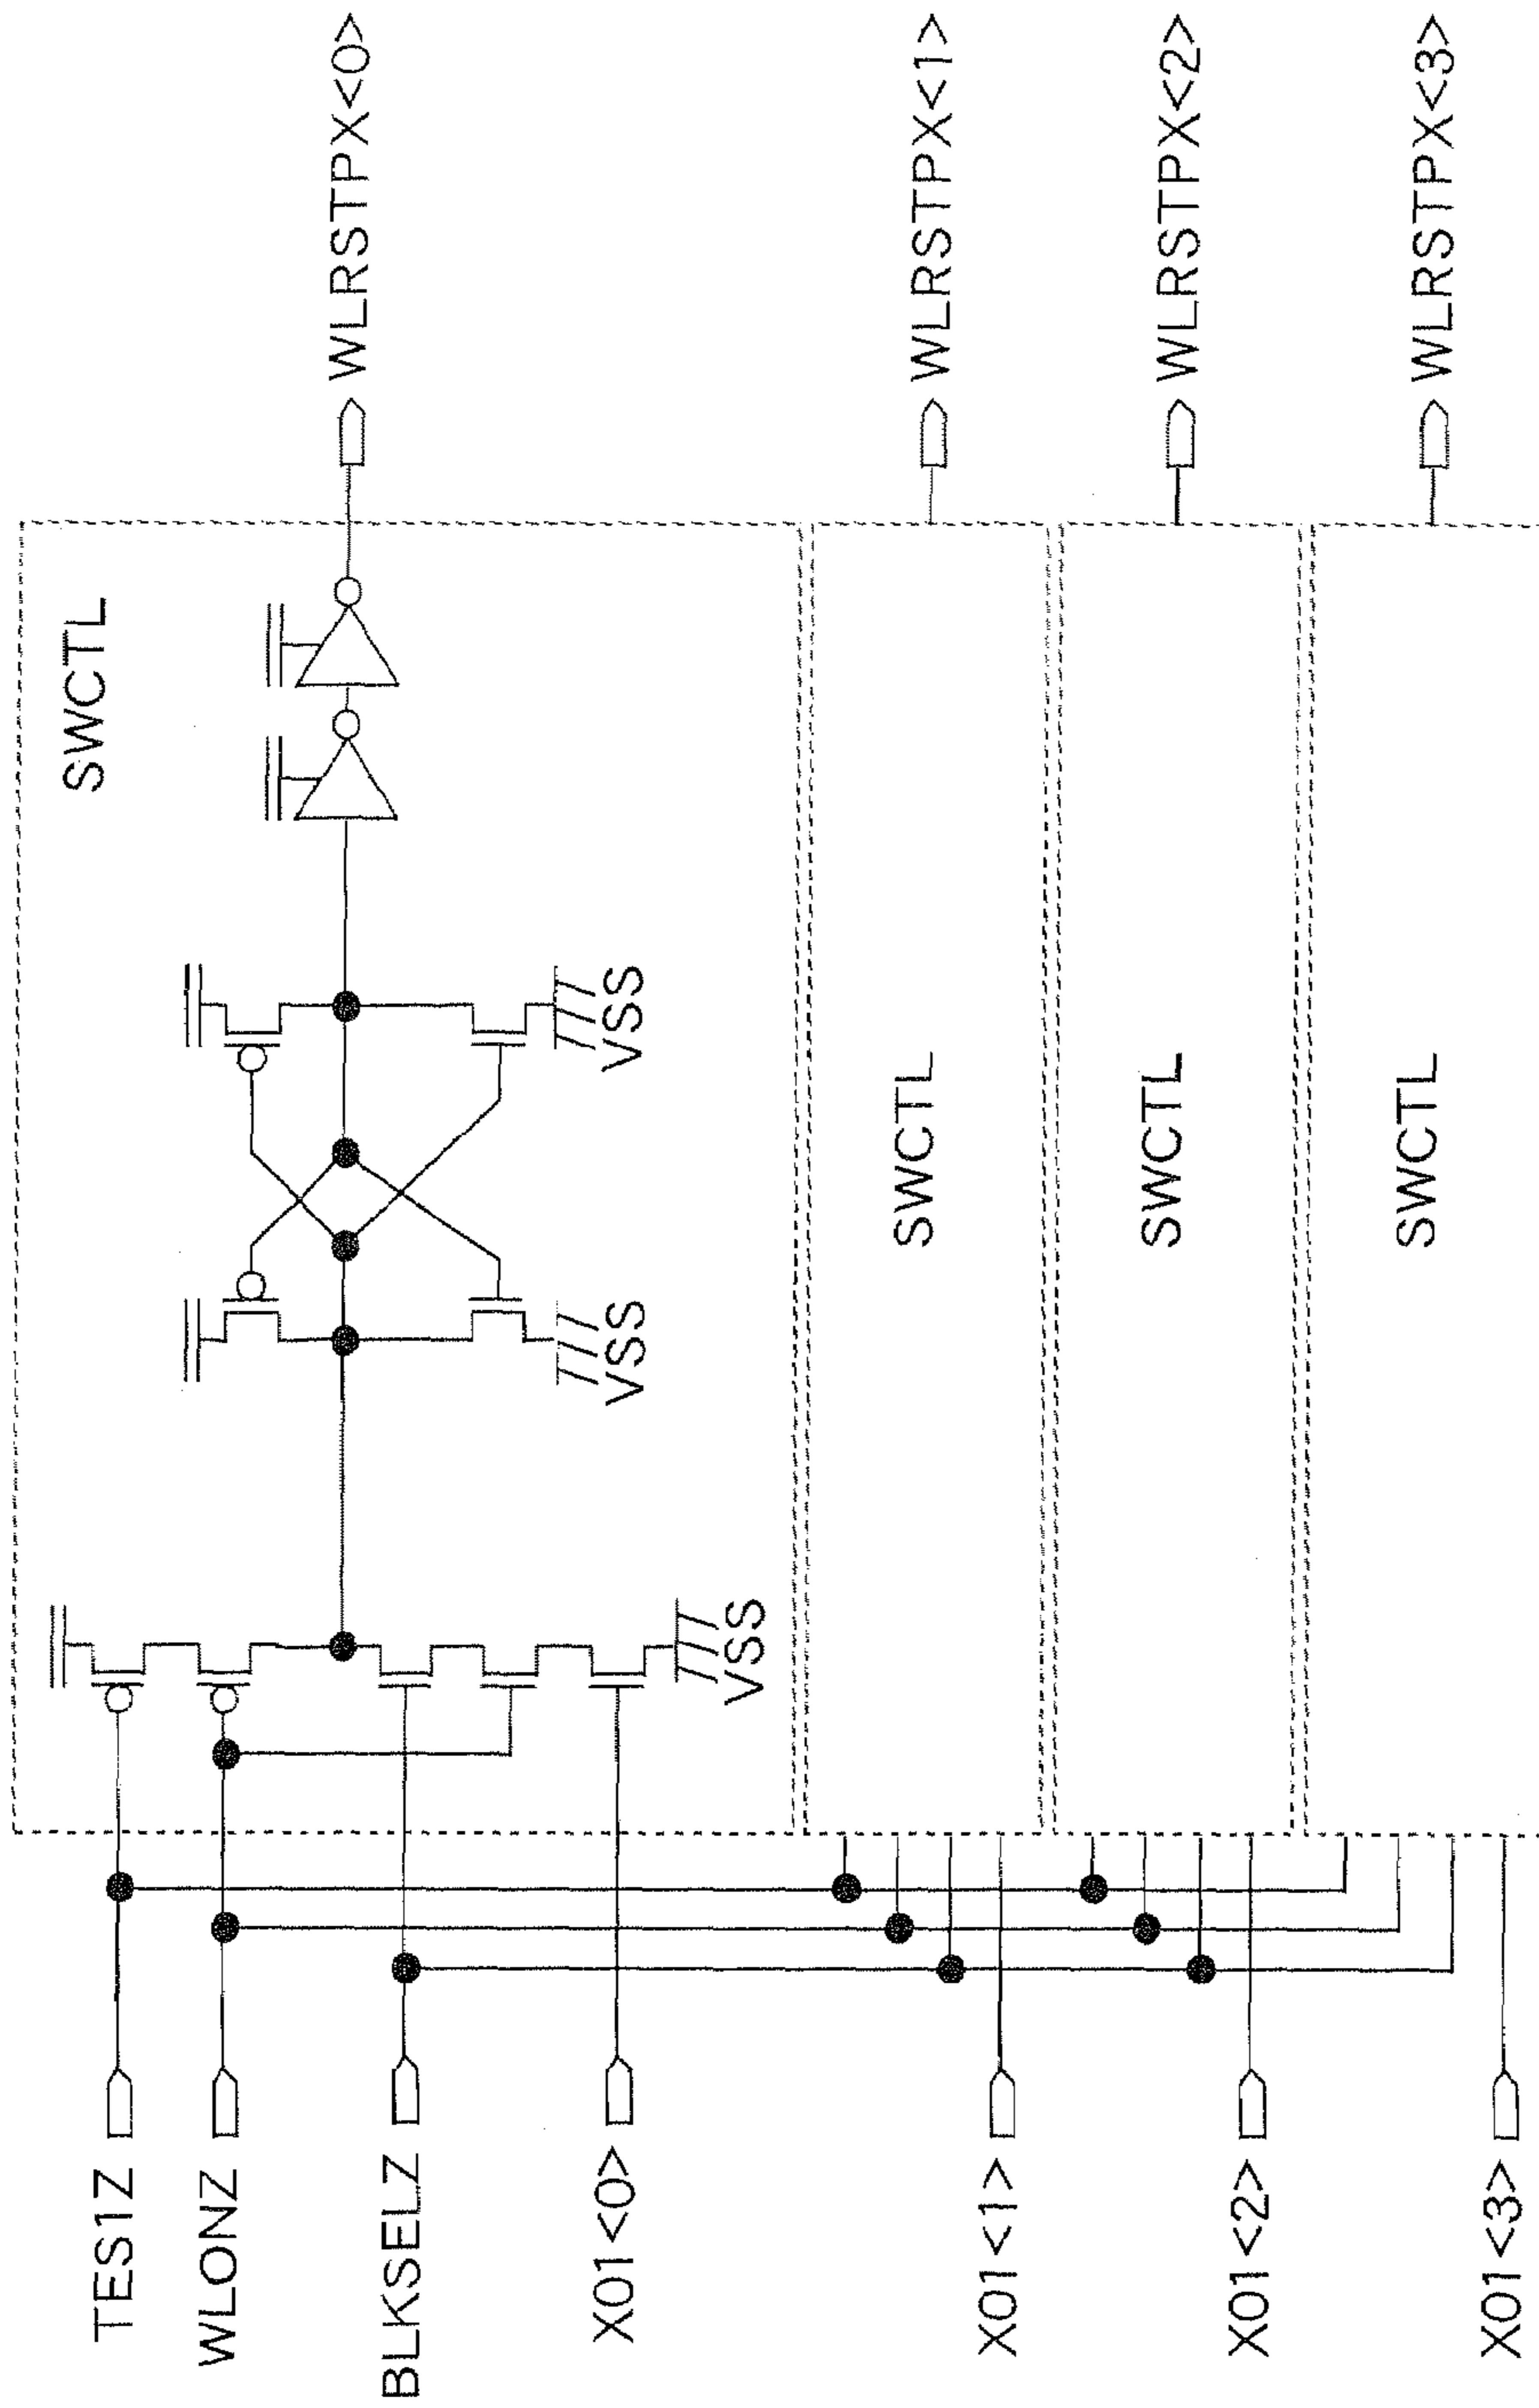 TES1Z
WLONZ
BLKSELZ
X01<0>
X01<1>
X01<2>
X01<3>
SWCTL
VSS
VSS
VSS
SWCTL
SWCTL
SWCTL
WLRSTPX<0>
WLRSTPX<1>
WLRSTPX<2>
WLRSTPX<3>